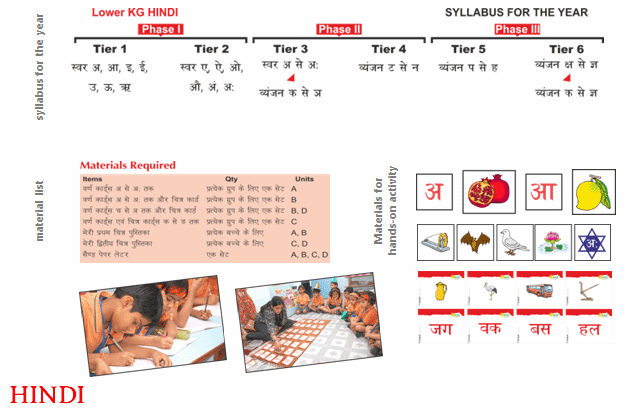 Lower KG HINDI
SYLLABUS FOR THE YEAR
Phase I
Phase II
Phase III
Tier 1
Tier 2
Tier 3
Tier 4
Tier 5
Tier 6
स्वर अ, आ, इ, ई,
उ, ऊ, ऋ
स्वर ए, ऐ, ओ,
औ, अं, अः
स्वर अ से अः
व्यंजन क से ञ
व्यंजन ट से न
व्यंजन प से ह
व्यंजन क्ष से ज्ञ
व्यंजन क से ज्ञ
syllabus for the year
material list
Materials Required
Items Qty Units
वर्ण कार्ड्स अ से अः तक प्रत्येक ग्रुप के लिए एक सेट A
वर्ण कार्ड्स अ से अः तक और चित्र कार्ड प्रत्येक ग्रुप के लिए एक सेट B
वर्ण कार्ड्स च से ञ तक और चित्र कार्ड प्रत्येक ग्रुप के लिए एक सेट B, D
वर्ण कार्ड्स एवं चित्र कार्ड्स क से ङ तक प्रत्येक ग्रुप के लिए एक सेट C
मेरी प्रथम चित्र पुस्तिका प्रत्येक बच्चे के लिए A, B
मेरी द्वितीय चित्र पुस्तिका प्रत्येक बच्चे के लिए C, D
सैण्ड पेपर लेटर एक सेट A, B, C, D
Materials for
hands-on activity
अ
आ
जग
वक
बस
हल
HINDI